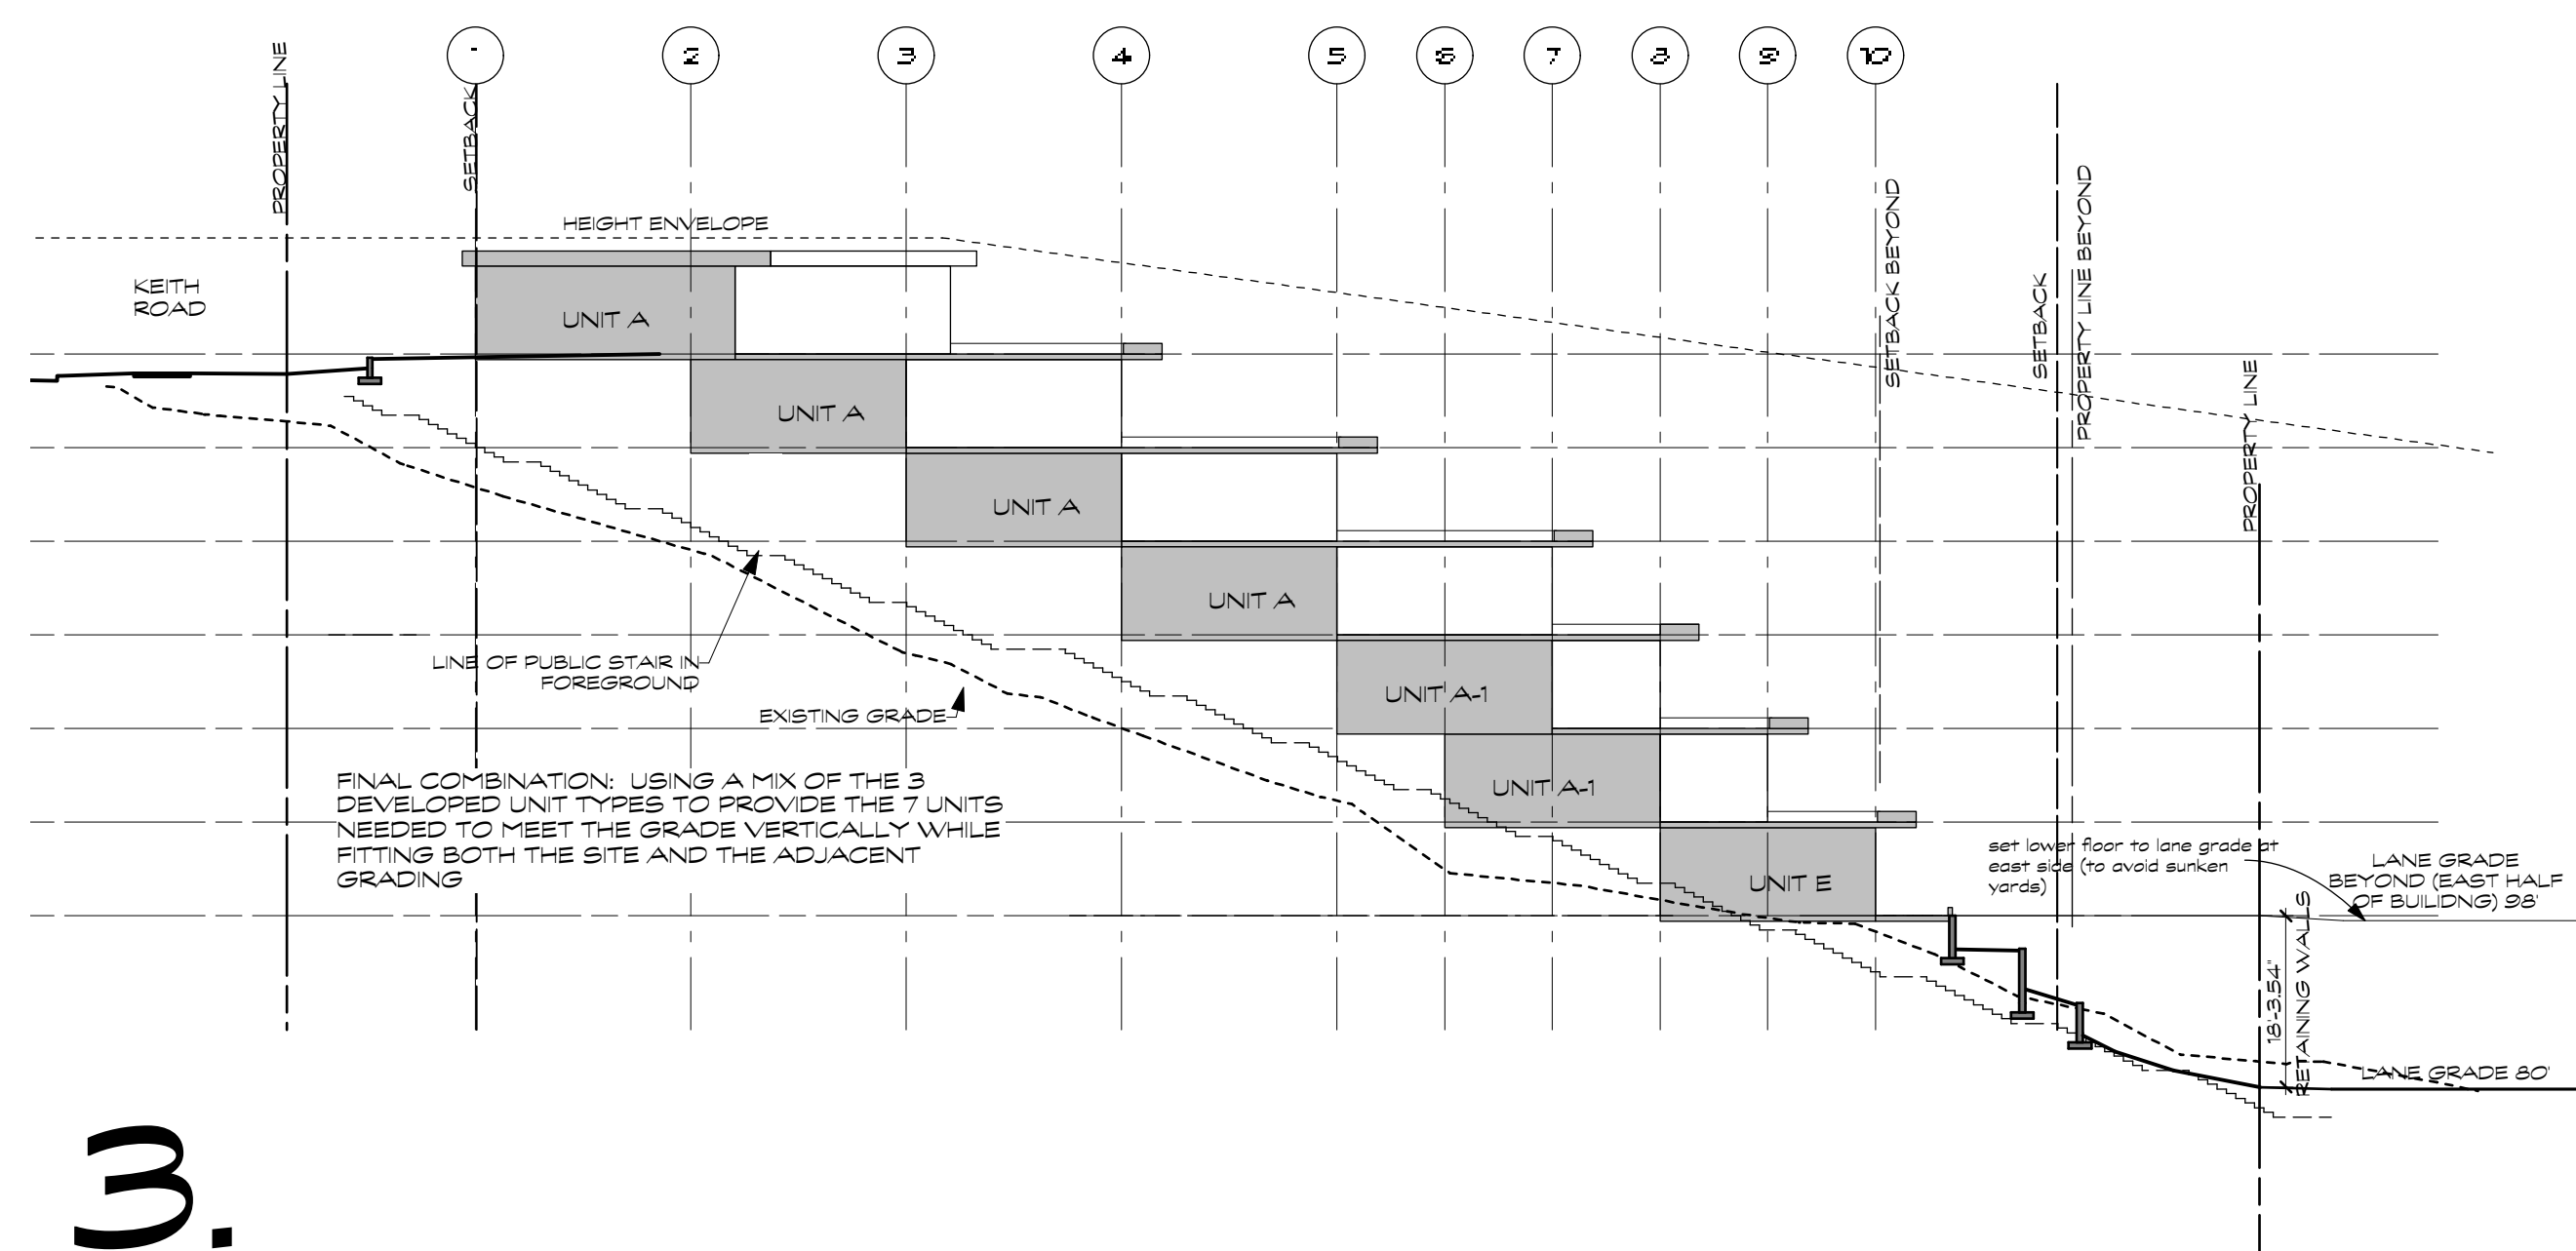 1
2
3
4
5
6
7
8
9
10
PROPERTY LINE
SETBACK
HEIGHT ENVELOPE
KEITH
ROAD
UNIT A
UNIT A
UNIT A
UNIT A
UNIT A-1
UNIT A-1
UNIT E
SETBACK BEYOND
SETBACK
PROPERTY LINE BEYOND
PROPERTY LINE
LINE OF PUBLIC STAIR IN
FOREGROUND
EXISTING GRADE
FINAL COMBINATION: USING A MIX OF THE 3
DEVELOPED UNIT TYPES TO PROVIDE THE 7 UNITS
NEEDED TO MEET THE GRADE VERTICALLY WHILE
FITTING BOTH THE SITE AND THE ADJACENT
GRADING
set lower floor to lane grade at
east side (to avoid sunken
yards)
LANE GRADE
BEYOND (EAST HALF
OF BUILIDNG) 98'
18'-3.54"
RETAINING WALLS
LANE GRADE 80'
3.